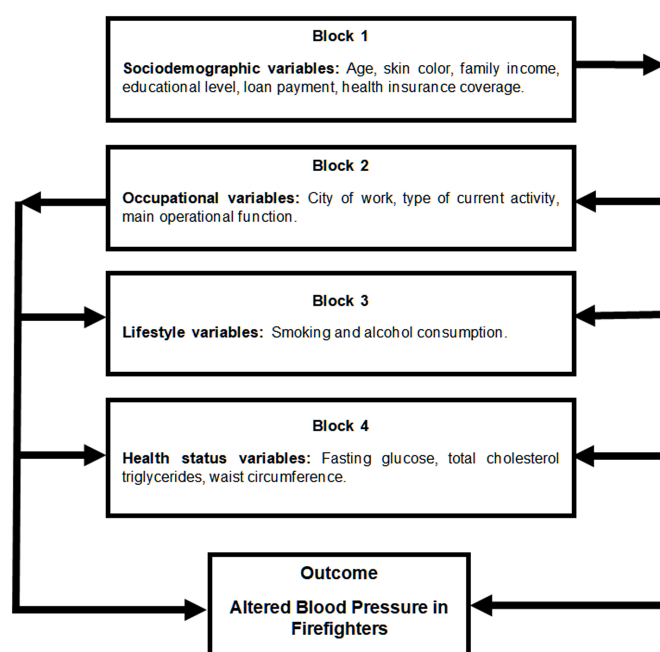 Block 1
Sociodemographic variables: Age, skin color, family income,
educational level, loan payment, health insurance coverage.
Block 2
Occupational variables: City of work, type of current activity,
main operational function.
Block 3
Lifestyle variables: Smoking and alcohol consumption.
Block 4
Health status variables: Fasting glucose, total cholesterol
triglycerides, waist circumference.
Outcome
Altered Blood Pressure in
Firefighters